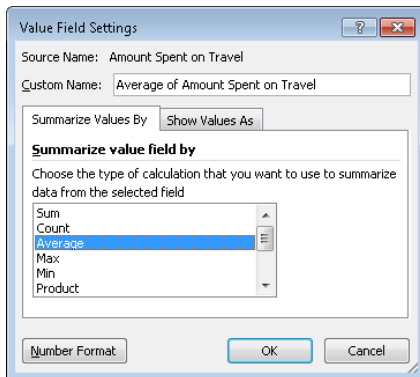 Value Field Settings
Source Name: Amount Spent on Travel
Custom Name: Average of Amount Spent on Travel
Summarize Values By Show Values As
Summarize value field by
Choose the type of calculation that you want to use to summarize
data from the selected field
Sum
Count
Average
Max
Min
Product
Number Format OK Cancel